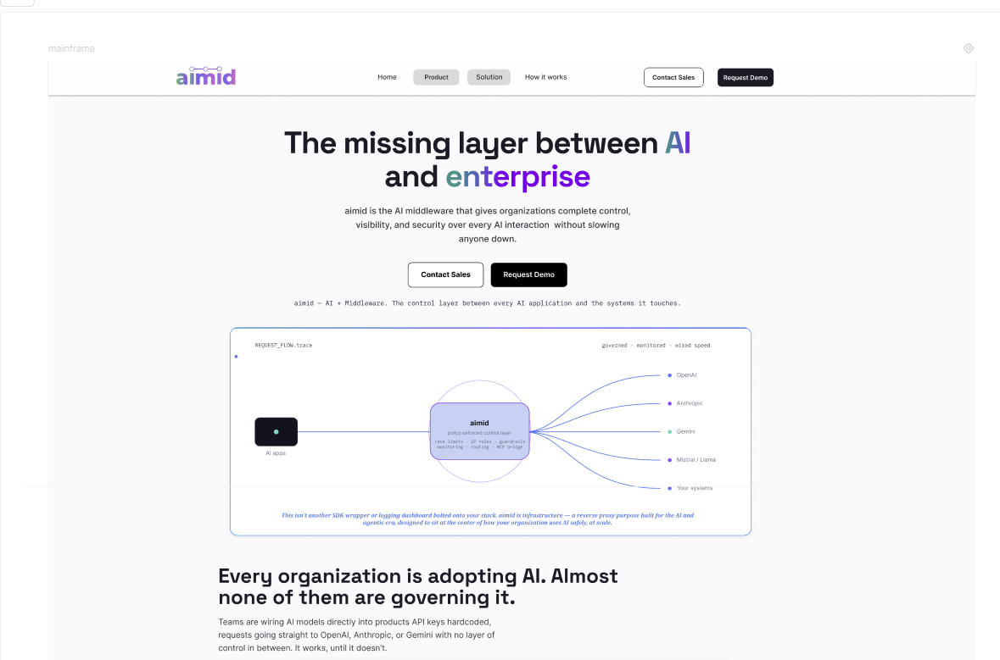 mainframe
aimid
Home
Product
Solution
How it works
Contact Sales
Request Demo
The missing layer between AI
and enterprise
aimid is the AI middleware that gives organizations complete control,
visibility, and security over every AI interaction  without slowing
anyone down.
Contact Sales
Request Demo
aimid — AI + Middleware. The control layer between every AI application and the systems it touches.
REQUEST_FLOW.trace
governed · monitored · wired speed
AI apps
aimid
policy enforced control layer
rate limits · IP rules · guardrails
monitoring · routing · MCP bridge
OpenAI
Anthropic
Gemini
Mistral / Llama
Your systems
This isn't another SDK wrapper or logging dashboard bolted onto your stack. aimid is infrastructure — a reverse proxy purpose built for the AI and
agentic era, designed to sit at the center of how your organization uses AI safely, at scale.
Every organization is adopting AI. Almost
none of them are governing it.
Teams are wiring AI models directly into products API keys hardcoded,
requests going straight to OpenAI, Anthropic, or Gemini with no layer of
control in between. It works, until it doesn't.